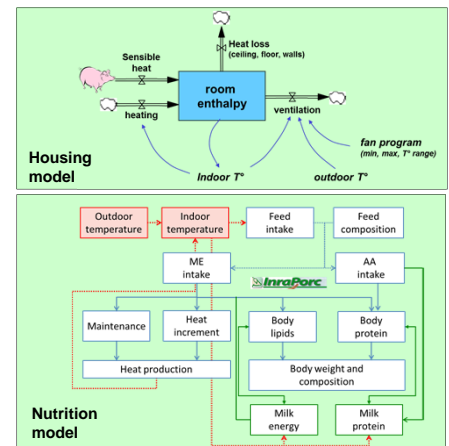 Heat loss
(ceiling, floor, walls)
Sensible
heat
room
enthalpy
heating
ventilation
fan program
(min, max, T° range)
Indoor T°
outdoor T°
Housing
model
Outdoor
temperature
Indoor
temperature
Feed
intake
Feed
composition
ME
intake
InraPorc
AA
intake
Maintenance
Heat
increment
Body
lipids
Body
protein
Heat production
Body weight and
composition
Milk
energy
Milk
protein
Nutrition
model